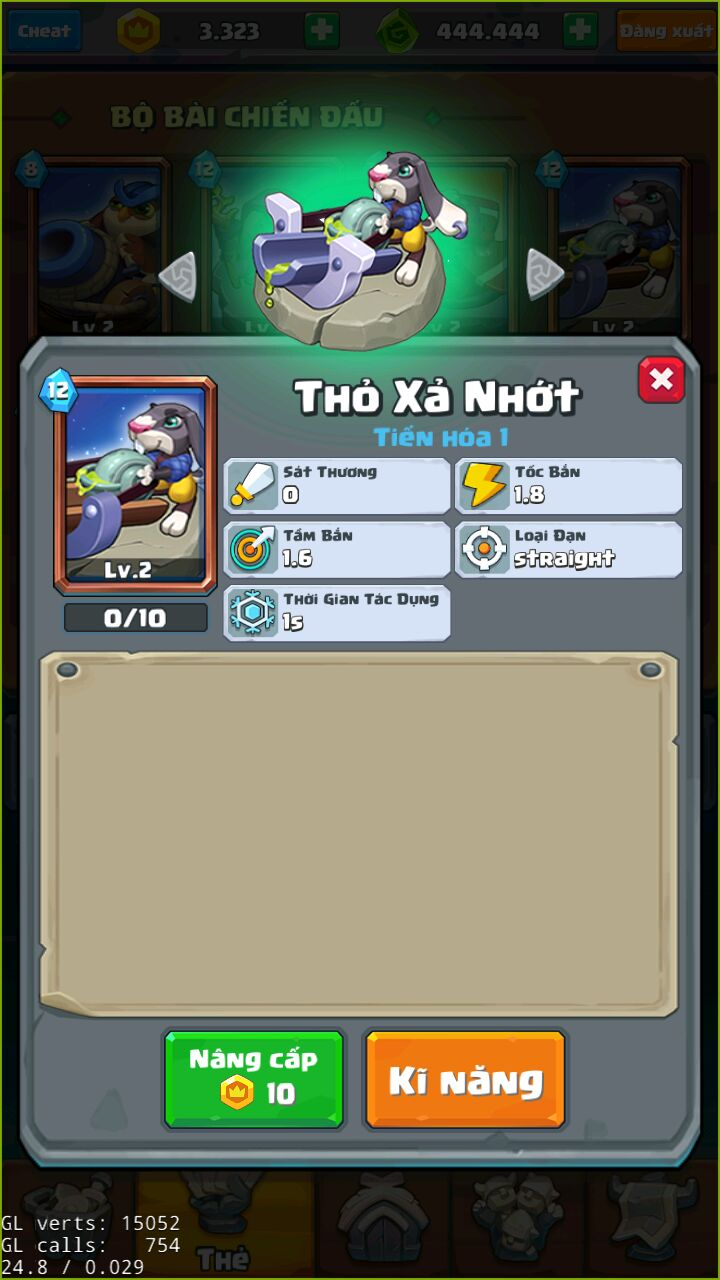 Cheat
3.323
444.444
Đăng xuất
BỘ BÀI CHIẾN ĐẤU
8
12
12
Lv 2
Lv 2
Lv 2
12
Thỏ Xả Nhớt
Tiến hóa 1
Sát Thương
0
Tốc Bắn
1.8
Tầm Bắn
1.6
Loại Đạn
straight
Thời Gian Tác Dụng
1s
Lv.2
0/10
Nâng cấp
10
Kĩ năng
GL verts: 15052
GL calls: 754
24.8 / 0.029
Thẻ